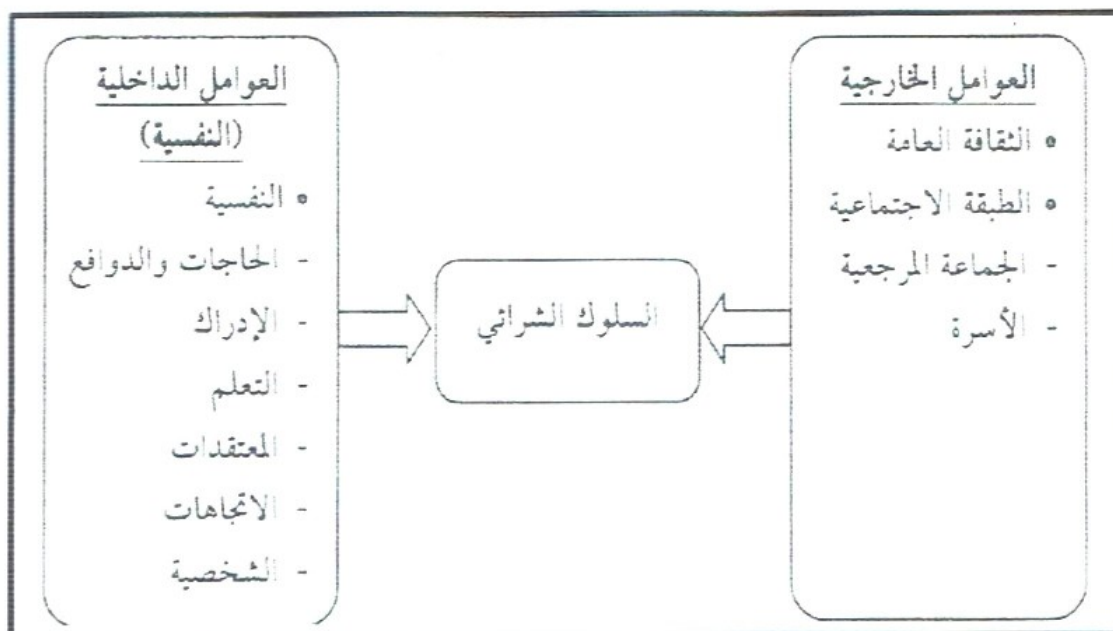 العوامل الخارجية
• الثقافة العامة
• الطبقة الاجتماعية
- الجماعة المرجعية
- الأسرة
السلوك الشرائي
العوامل الداخلية
(النفسية)
• النفسية
- الحاجات والدوافع
- الإدراك
- التعلم
- المعتقدات
- الاتجاهات
- الشخصية